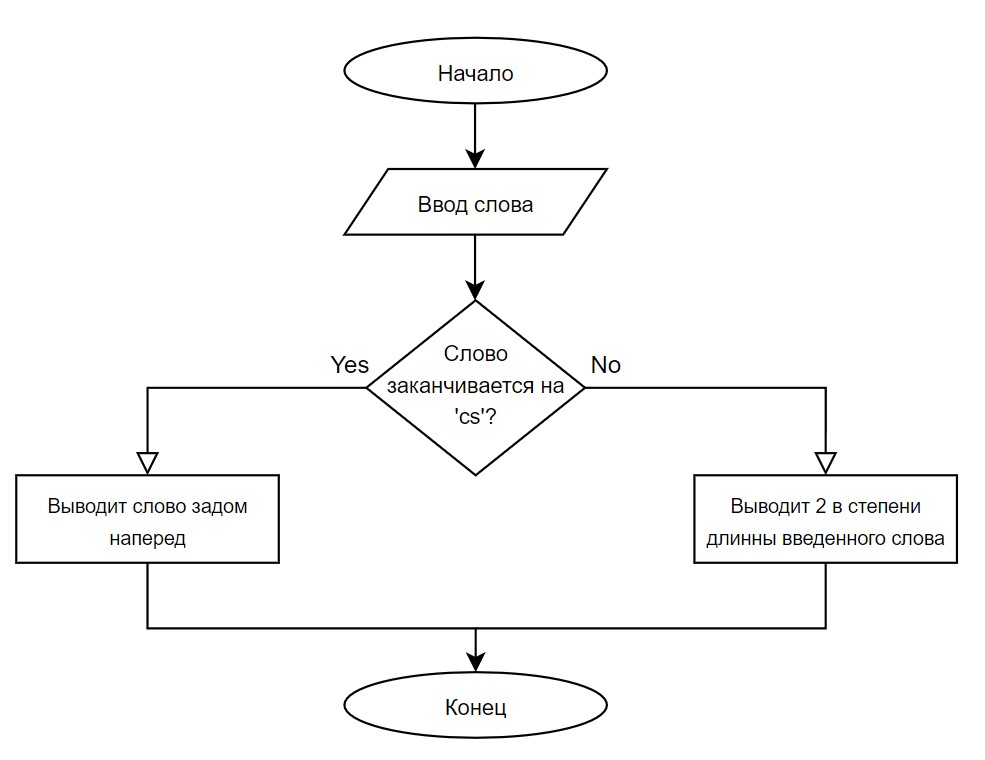 Начало
Ввод слова
Yes
Слово
заканчивается на
'cs'?
No
Выводит слово задом
наперед
Выводит 2 в степени
длинны введенного слова
Конец